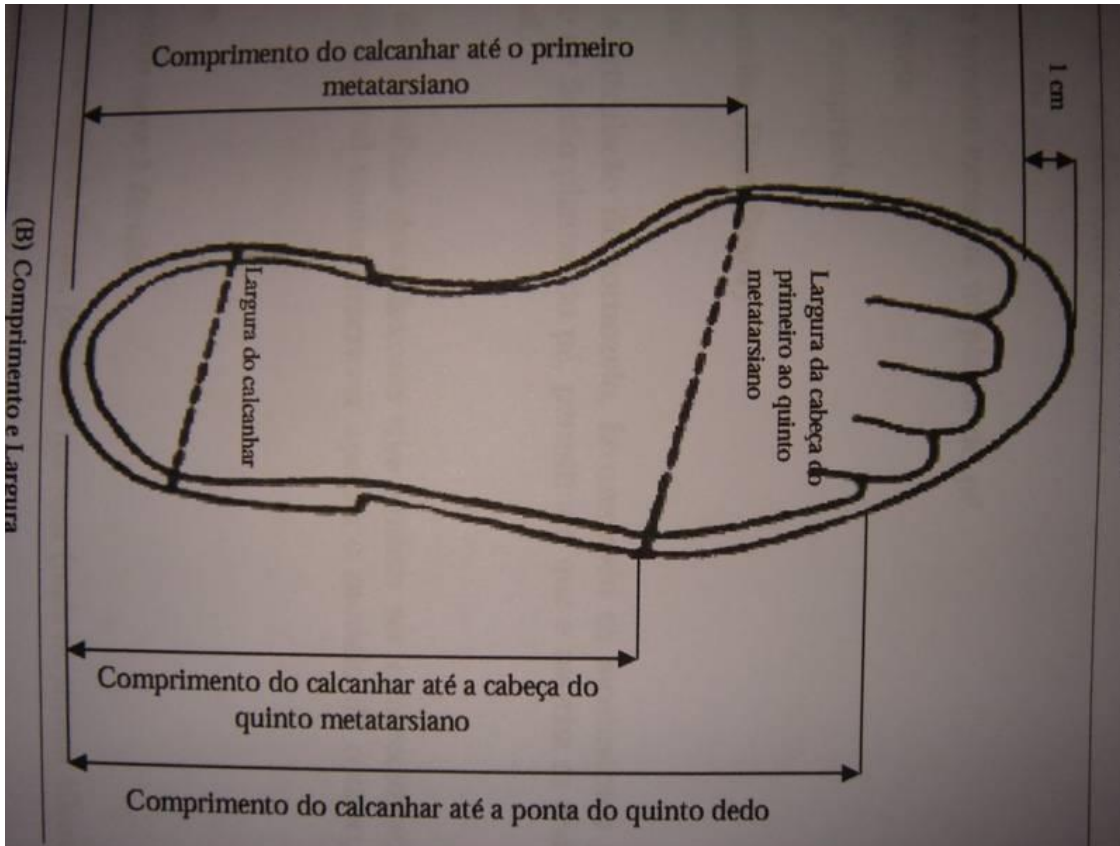 Comprimento do calcanhar até o primeiro
metatarsiano
1 cm
Largura da cabeça do
primeiro ao quinto
metatarsiano
Largura do calcanhar
Comprimento do calcanhar até a cabeça do
quinto metatarsiano
Comprimento do calcanhar até a ponta do quinto dedo
(B) Comprimento e Largura